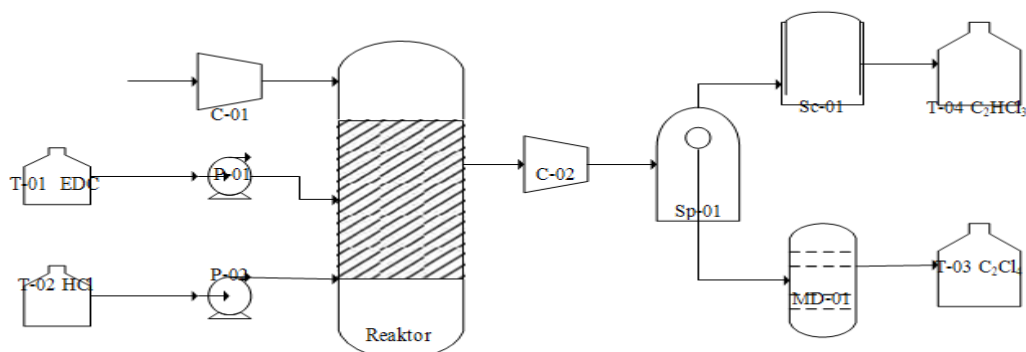 C-01
T-01 EDC
P-01
T-02 HCl
P-02
Reaktor
C-02
Sp-01
Sc-01
T-04 C₂HCl₃
MD-01
T-03 C₂Cl₄